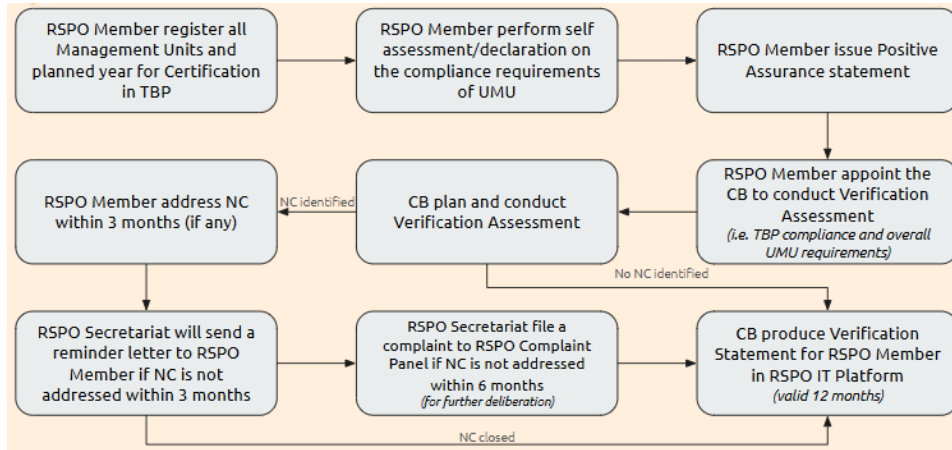 RSPO Member register all
Management Units and
planned year for Certification
in TBP
RSPO Member perform self
assessment/declaration on
the compliance requirements
of UMU
RSPO Member issue Positive
Assurance statement
RSPO Member appoint the
CB to conduct Verification
Assessment
(i.e. TBP compliance and overall
UMU requirements)
CB plan and conduct
Verification Assessment
NC identified
RSPO Member address NC
within 3 months (if any)
No NC identified
RSPO Secretariat will send a
reminder letter to RSPO
Member if NC is not
addressed within 3 months
RSPO Secretariat file a
complaint to RSPO Complaint
Panel if NC is not addressed
within 6 months
(for further deliberation)
CB produce Verification
Statement for RSPO Member
in RSPO IT Platform
(valid 12 months)
NC closed